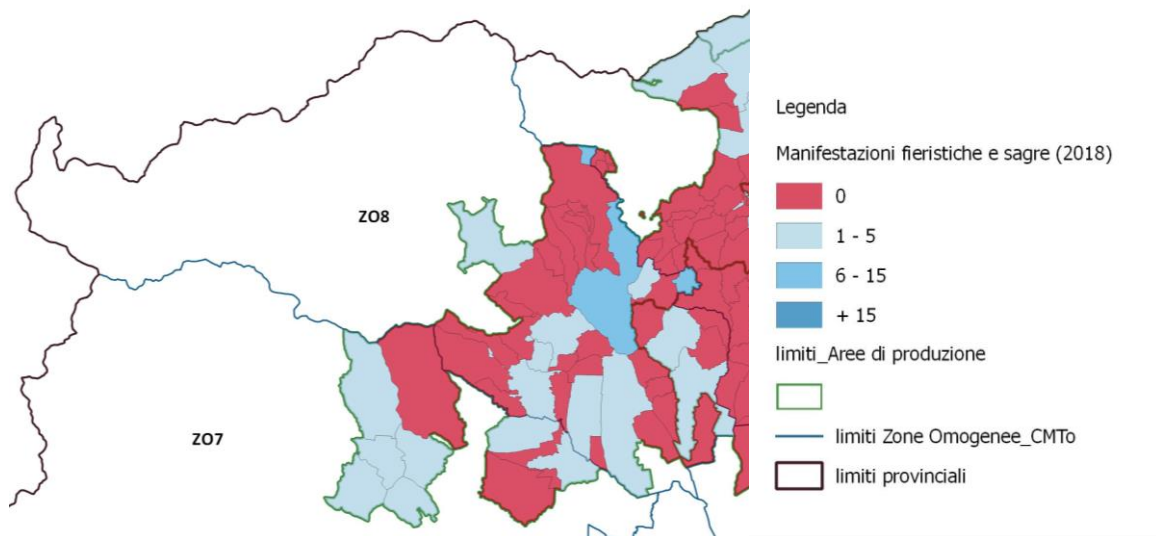 ZO8
ZO7
Legenda
Manifestazioni fieristiche e sagre (2018)
0
1 - 5
6 - 15
+ 15
limiti_Aree di produzione
limiti Zone Omogenee_CMTo
limiti provinciali